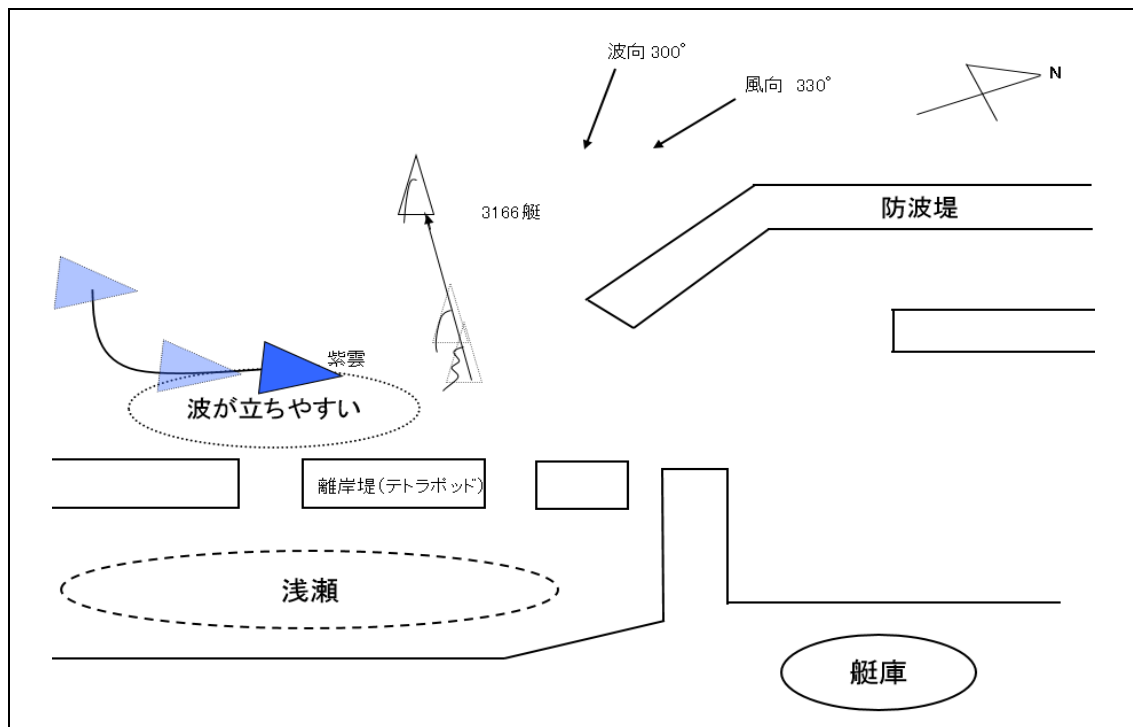 波向 300°
風向 330°
N
3166艇
防波堤
紫雲
波が立ちやすい
離岸堤(テトラポッド)
浅瀬
艇庫